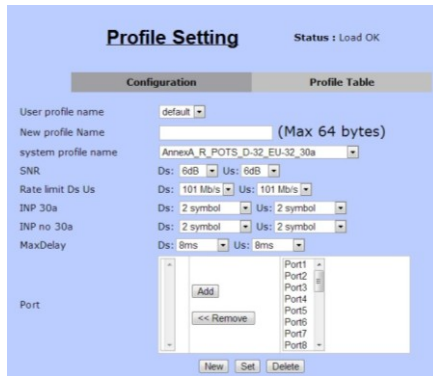 Profile Setting Status : Load OK
Configuration Profile Table
User profile name default
New profile Name (Max 64 bytes)
system profile name AnnexA_R_POTS_D-32_EU-32_30a
SNR Ds: 6dB Us: 6dB
Rate limit Ds Us Ds: 101 Mb/s Us: 101 Mb/s
INP 30a Ds: 2 symbol Us: 2 symbol
INP no 30a Ds: 2 symbol Us: 2 symbol
MaxDelay Ds: 8ms Us: 8ms
Port
Add
<< Remove
Port1
Port2
Port3
Port4
Port5
Port6
Port7
Port8
New Set Delete